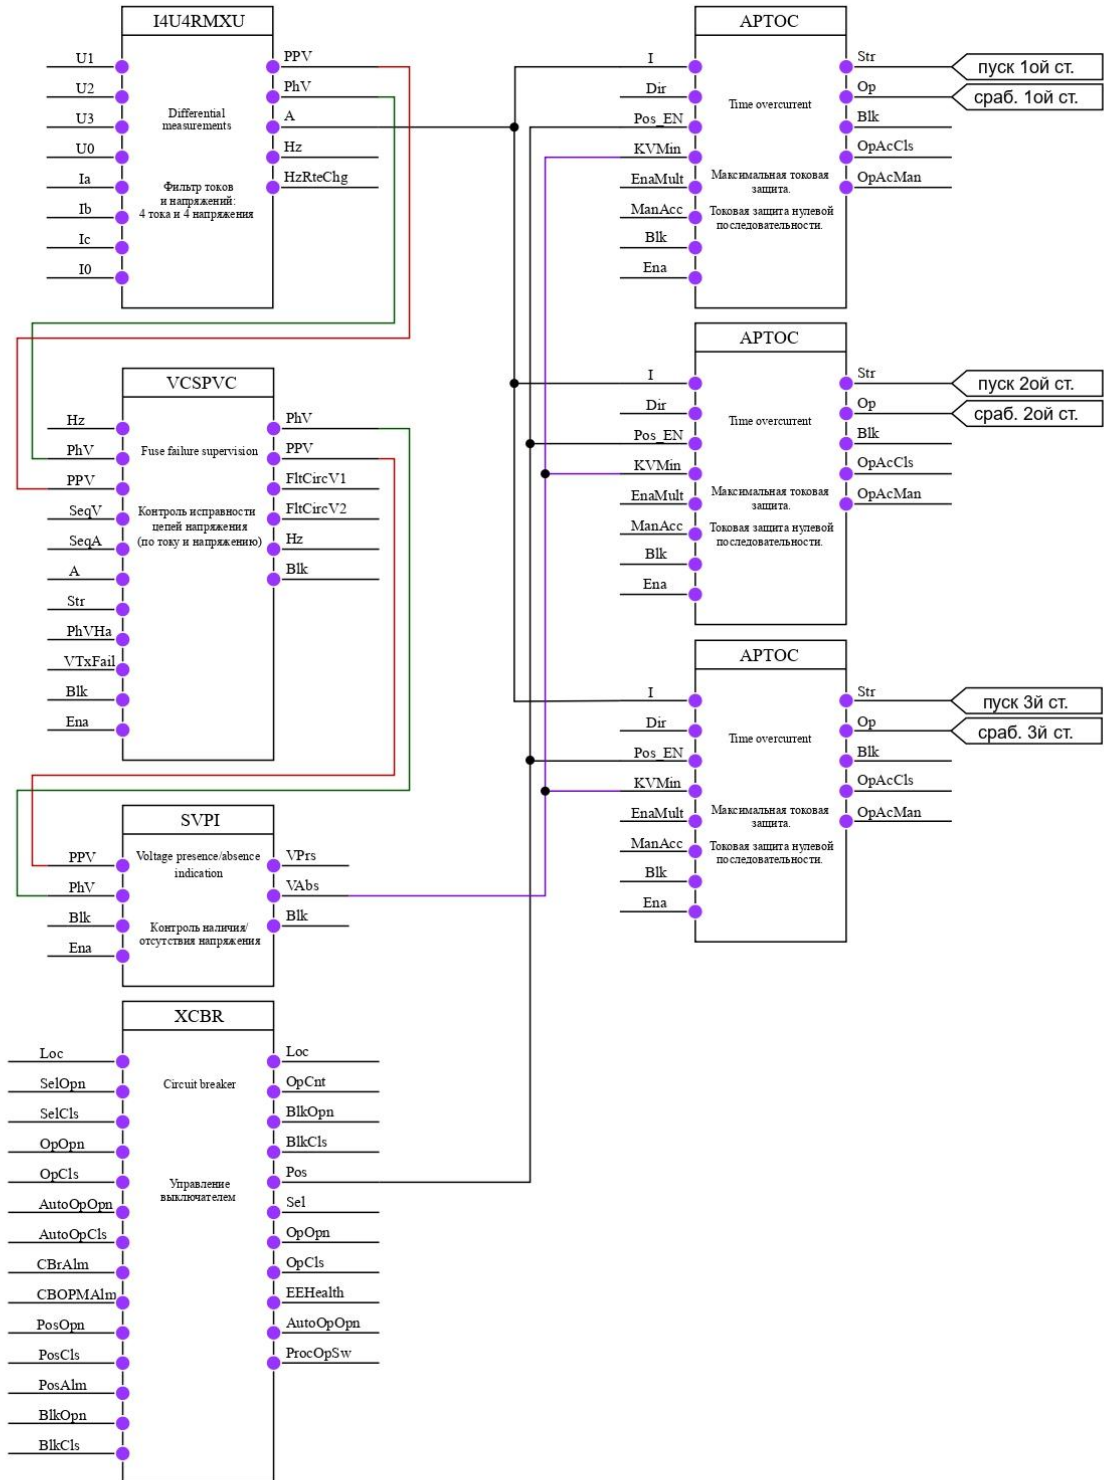 I4U4RMXU
U1
U2
U3
U0
Ia
Ib
Ic
I0
Differential
measurements
Фильтр токов
и напряжений:
4 тока и 4 напряжения
PPV
PhV
A
Hz
HzRteChg
VCSPVC
Hz
PhV
PPV
SeqV
SeqA
A
Str
PhVHa
VTxFail
Blk
Ena
Fuse failure supervision
Контроль исправности
цепей напряжения
(по току и напряжению)
PhV
PPV
FltCircV1
FltCircV2
Hz
Blk
SVPI
PPV
PhV
Blk
Ena
Voltage presence/absence
indication
Контроль наличия/
отсутствия напряжения
VPrs
VAbs
Blk
XCBR
Loc
SelOpn
SelCls
OpOpn
OpCls
AutoOpOpn
AutoOpCls
CBrAlm
CBOPMAlm
PosOpn
PosCls
PosAlm
BlkOpn
BlkCls
Circuit breaker
Управление
выключателем
Loc
OpCnt
BlkOpn
BlkCls
Pos
Sel
OpOpn
OpCls
EEHealth
AutoOpOpn
ProcOpSw
APTOC
I
Dir
Pos_EN
KVMin
EnaMult
ManAcc
Blk
Ena
Time overcurrent
Максимальная токовая
защита.
Токовая защита нулевой
последовательности.
Str
Op
Blk
OpAcCls
OpAcMan
пуск 1ой ст.
сраб. 1ой ст.
APTOC
I
Dir
Pos_EN
KVMin
EnaMult
ManAcc
Blk
Ena
Time overcurrent
Максимальная токовая
защита.
Токовая защита нулевой
последовательности.
Str
Op
Blk
OpAcCls
OpAcMan
пуск 2ой ст.
сраб. 2ой ст.
APTOC
I
Dir
Pos_EN
KVMin
EnaMult
ManAcc
Blk
Ena
Time overcurrent
Максимальная токовая
защита.
Токовая защита нулевой
последовательности.
Str
Op
Blk
OpAcCls
OpAcMan
пуск 3й ст.
сраб. 3й ст.